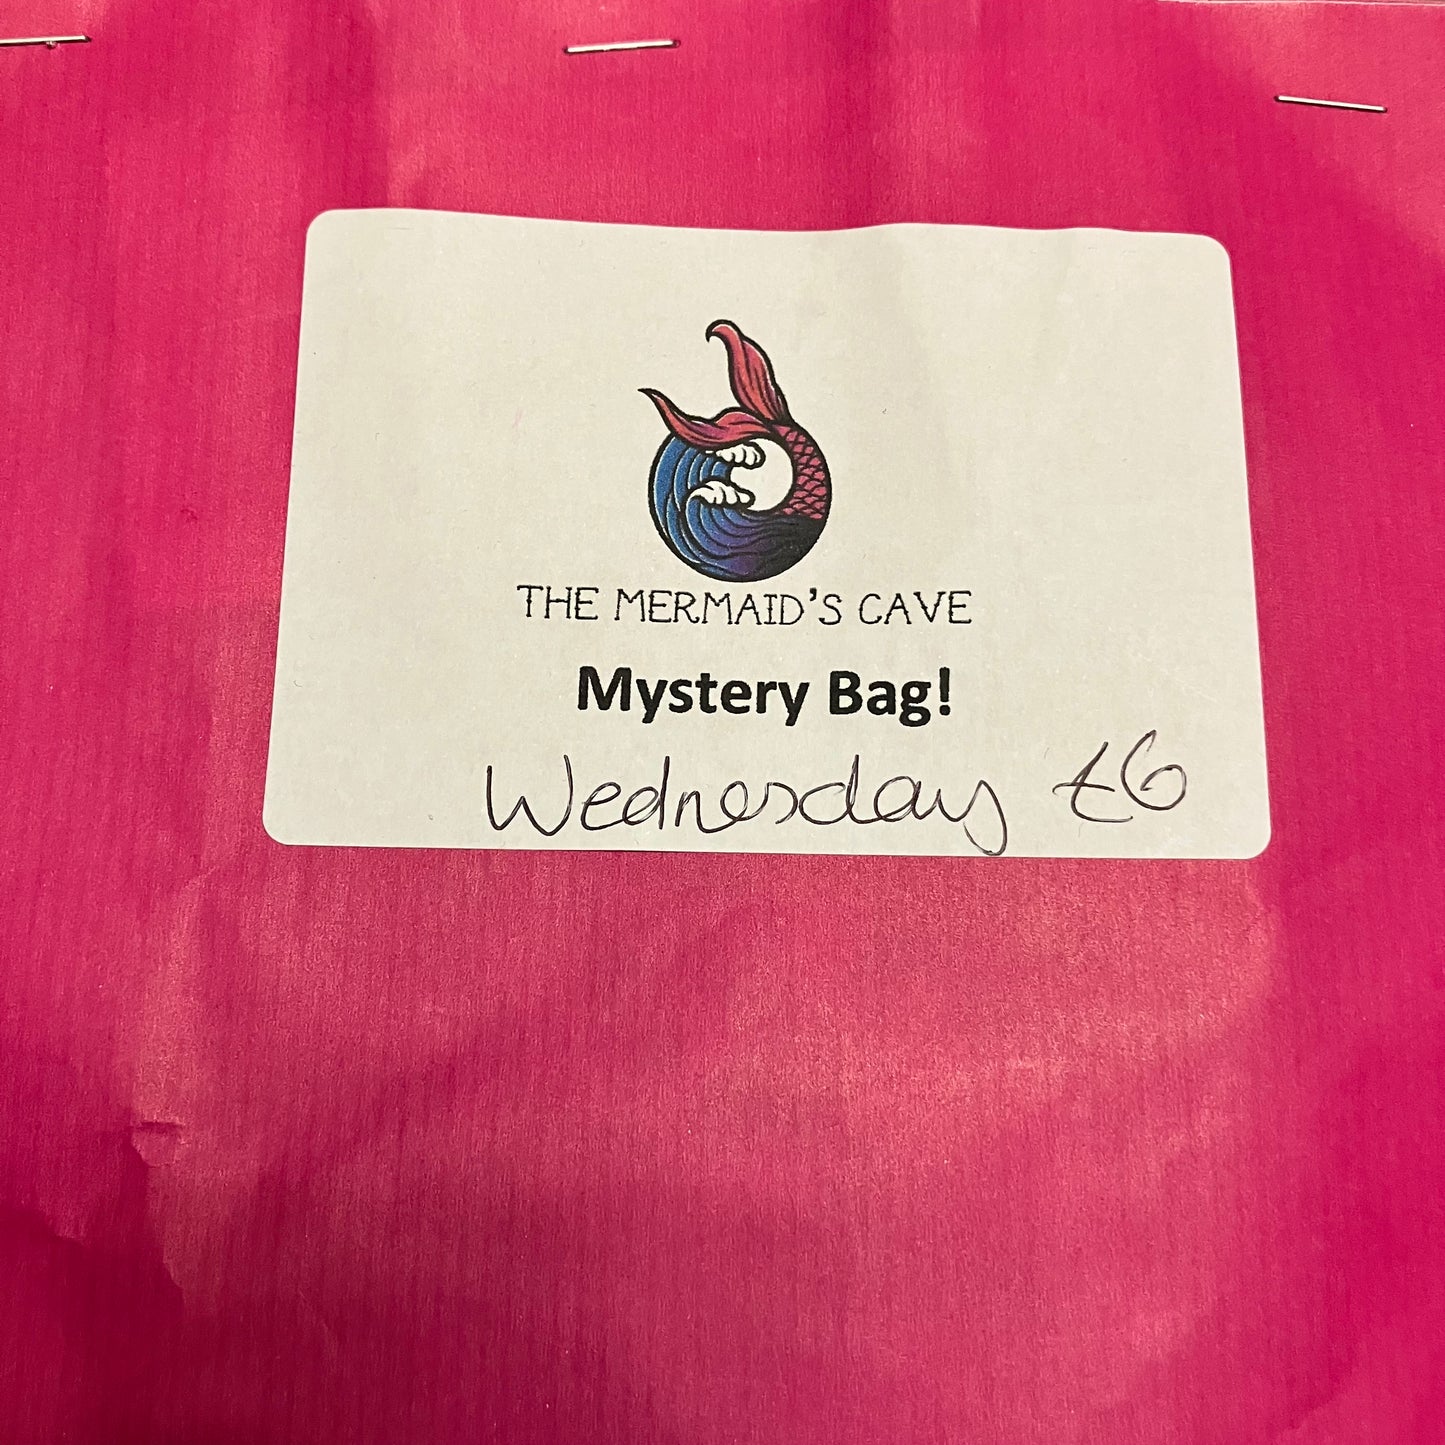 THE MERMAID'S CAVE
Mystery Bag!
Wednesday £6